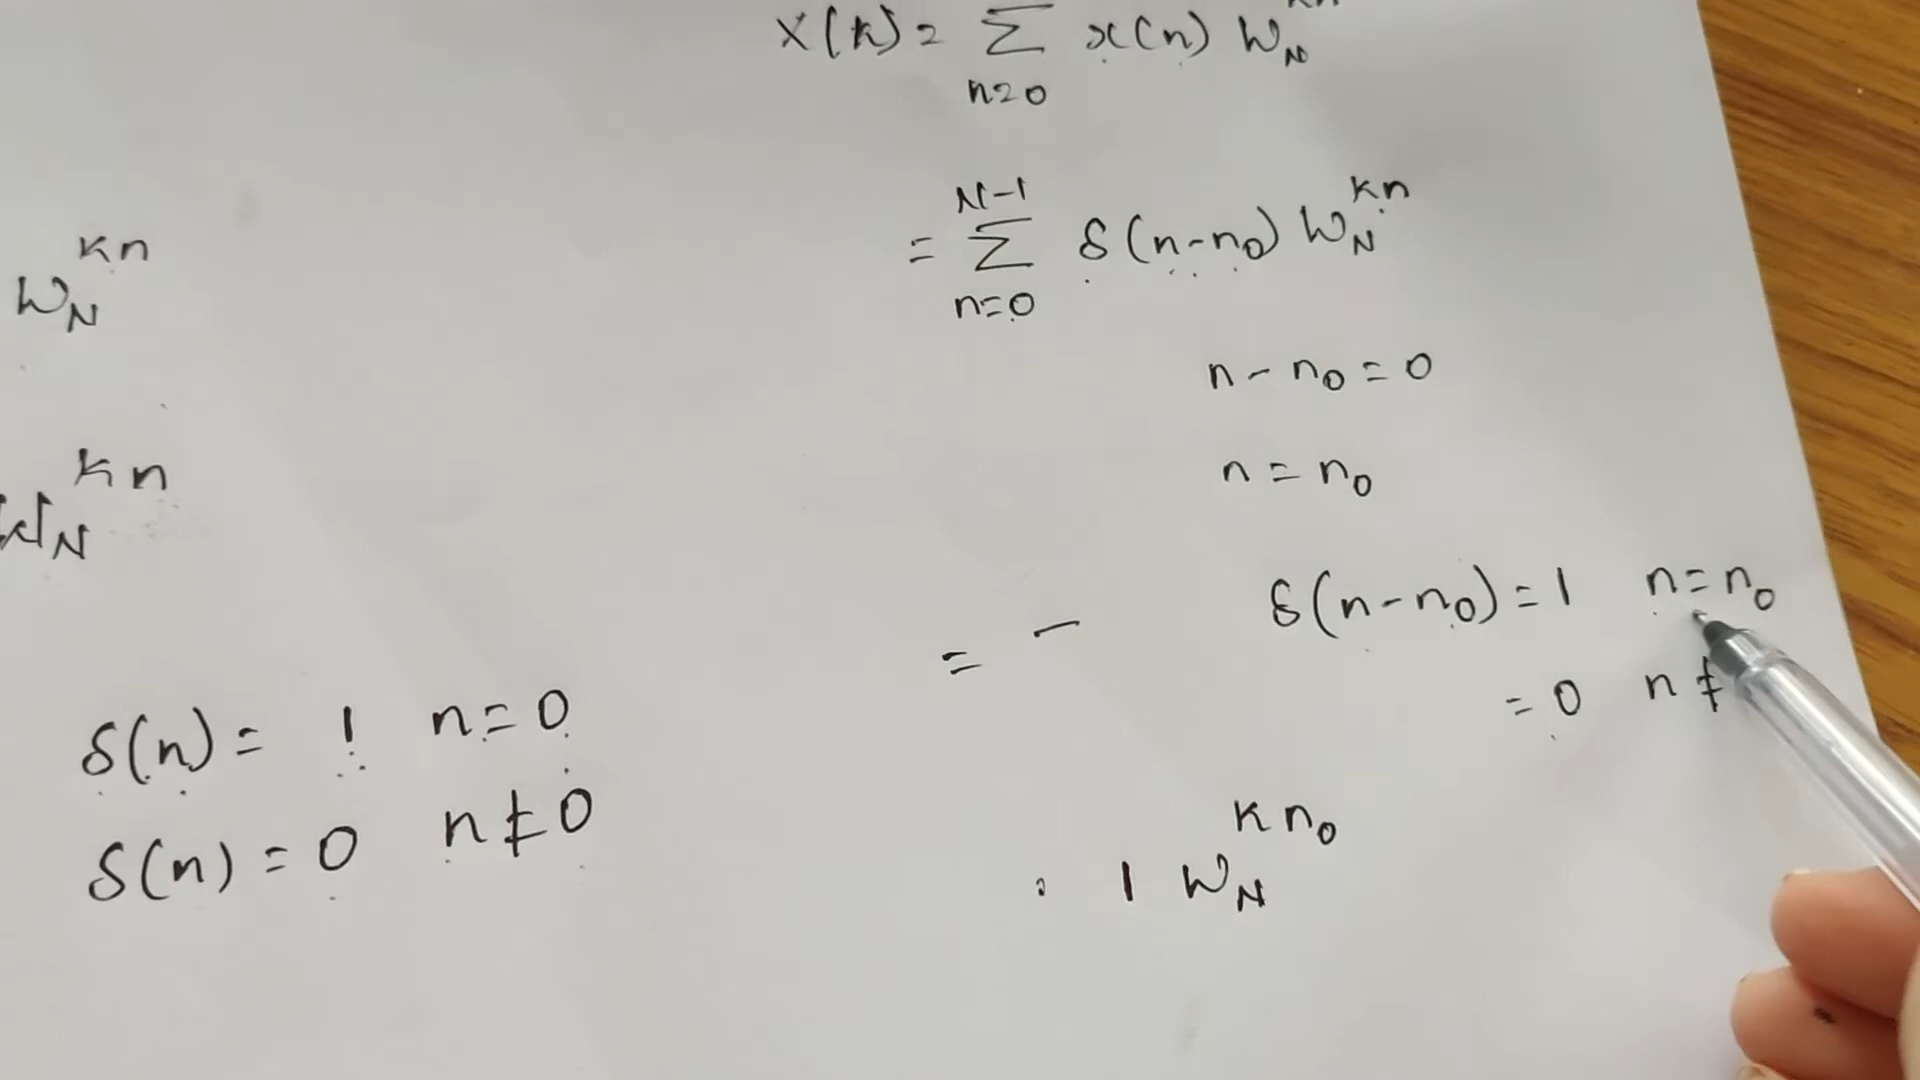 X(k) = Σ x(n) W_N^kn
n=0
W_N^kn
N-1
= Σ δ(n-n₀) W_N^kn
n=0
n - n₀ = 0
W_N^kn
n = n₀
= - δ(n-n₀) = 1 n = n₀
= 0 n ≠
δ(n) = 1 n = 0
δ(n) = 0 n ≠ 0
: 1 W_N^kn₀